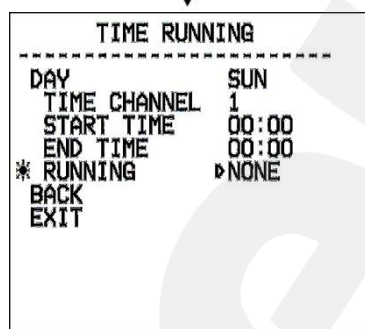 TIME RUNNING
------------------------
DAY SUN
TIME CHANNEL 1
START TIME 00:00
END TIME 00:00
☀ RUNNING ▷NONE
BACK
EXIT